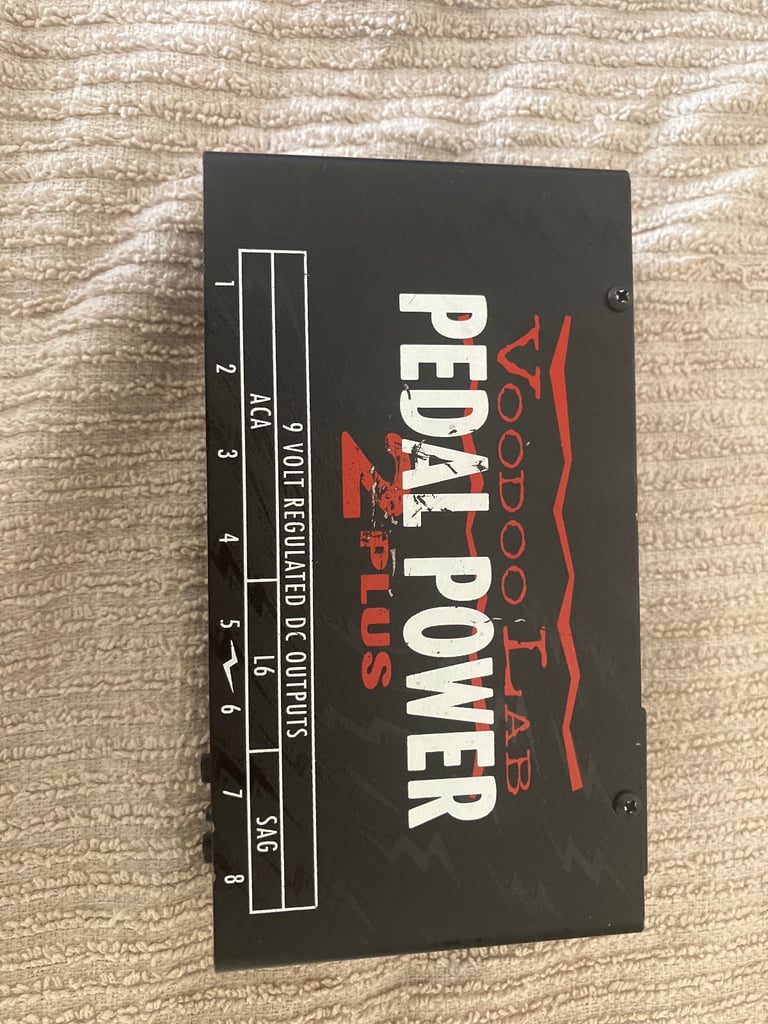 VOODOO LAB
PEDAL POWER
2 PLUS
9 VOLT REGULATED DC OUTPUTS
ACA L6 SAG
1 2 3 4 5 6 7 8